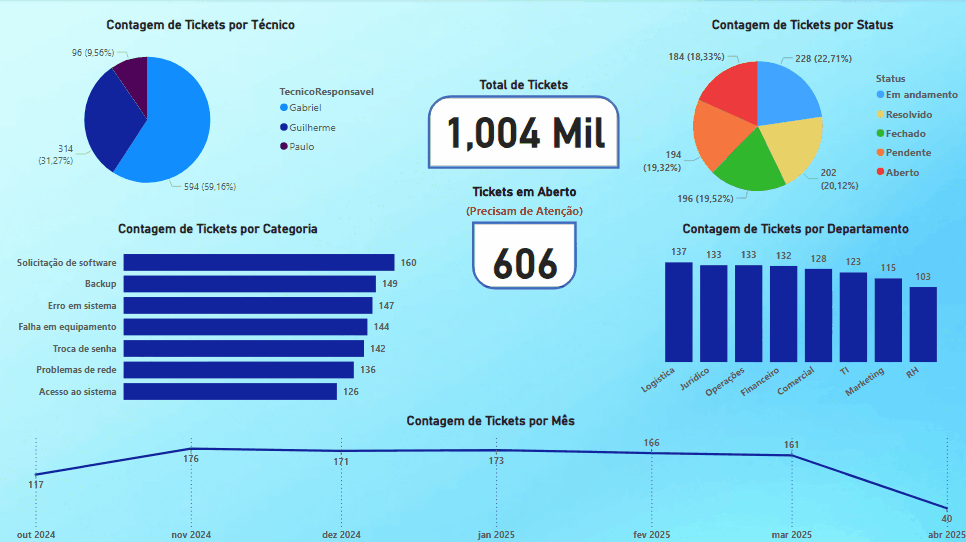 Contagem de Tickets por Técnico
96 (9,56%)
314
(31,27%)
594 (59,16%)
TecnicoResponsavel
Gabriel
Guilherme
Paulo
Total de Tickets
1,004 Mil
Tickets em Aberto
(Precisam de Atenção)
606
Contagem de Tickets por Status
184 (18,33%)
228 (22,71%)
194
(19,32%)
202
(20,12%)
196 (19,52%)
Status
Em andamento
Resolvido
Fechado
Pendente
Aberto
Contagem de Tickets por Categoria
Solicitação de software 160
Backup 149
Erro em sistema 147
Falha em equipamento 144
Troca de senha 142
Problemas de rede 136
Acesso ao sistema 126
Contagem de Tickets por Departamento
137 133 133 132 128 123 115 103
Logística Jurídico Operações Financeiro Comercial TI Marketing RH
Contagem de Tickets por Mês
117 176 171 173 166 161 40
out 2024 nov 2024 dez 2024 jan 2025 fev 2025 mar 2025 abr 2025